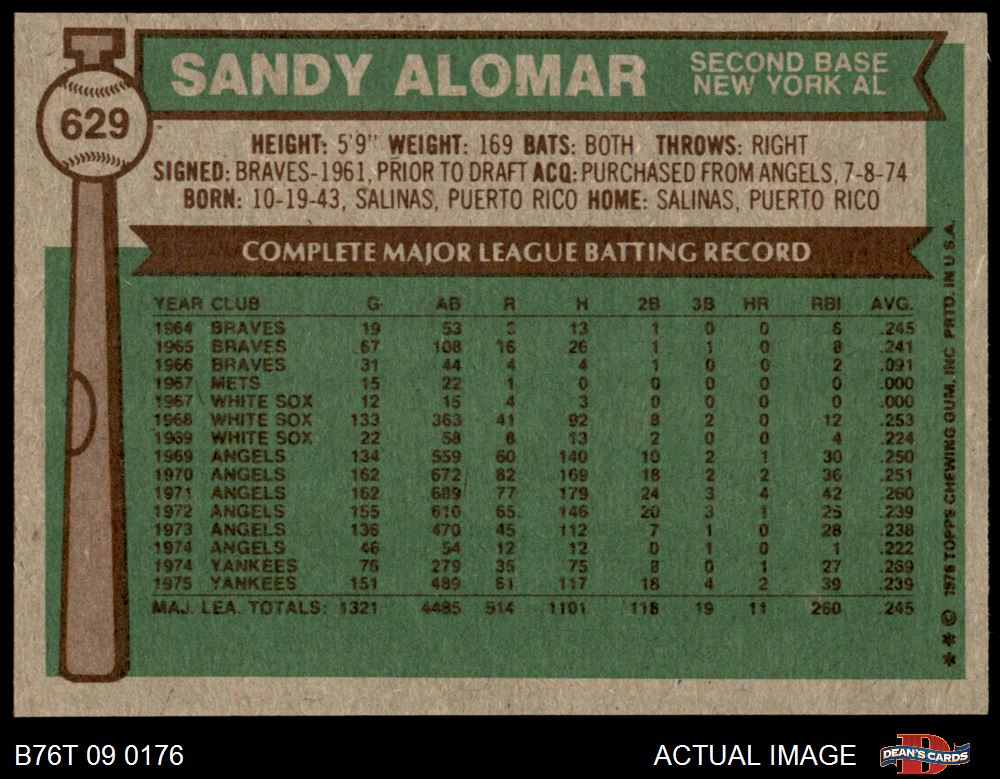 629
SANDY ALOMAR
SECOND BASE
NEW YORK AL
HEIGHT: 5'9" WEIGHT: 169 BATS: BOTH THROWS: RIGHT
SIGNED: BRAVES-1961, PRIOR TO DRAFT ACQ: PURCHASED FROM ANGELS, 7-8-74
BORN: 10-19-43, SALINAS, PUERTO RICO HOME: SALINAS, PUERTO RICO
COMPLETE MAJOR LEAGUE BATTING RECORD
YEAR CLUB G AB R H 2B 3B HR RBI AVG.
1964 BRAVES 19 53 13 1 0 0 6 .245
1965 BRAVES 67 108 16 26 1 1 0 8 .241
1966 BRAVES 31 44 4 4 1 0 0 2 .091
1967 METS 15 22 1 0 0 0 0 0 .000
1967 WHITE SOX 12 15 4 3 0 0 0 0 .000
1968 WHITE SOX 133 363 41 92 8 2 0 12 .253
1969 WHITE SOX 22 58 8 13 2 0 0 4 .224
1969 ANGELS 134 559 60 140 10 2 1 30 .250
1970 ANGELS 162 672 82 169 18 2 2 36 .251
1971 ANGELS 162 689 77 179 24 3 4 42 .260
1972 ANGELS 155 610 65 146 20 3 1 25 .239
1973 ANGELS 136 470 45 112 7 1 0 28 .238
1974 ANGELS 46 54 12 12 0 1 0 1 .222
1974 YANKEES 76 279 35 75 8 0 1 27 .269
1975 YANKEES 151 489 61 117 18 4 2 39 .239
MAJ. LEA. TOTALS: 1321 4485 514 1101 118 19 11 260 .245
* * © 1976 TOPPS CHEWING GUM, INC PRTD. IN U.S.A.
B76T 09 0176
ACTUAL IMAGE
DEAN'S CARDS